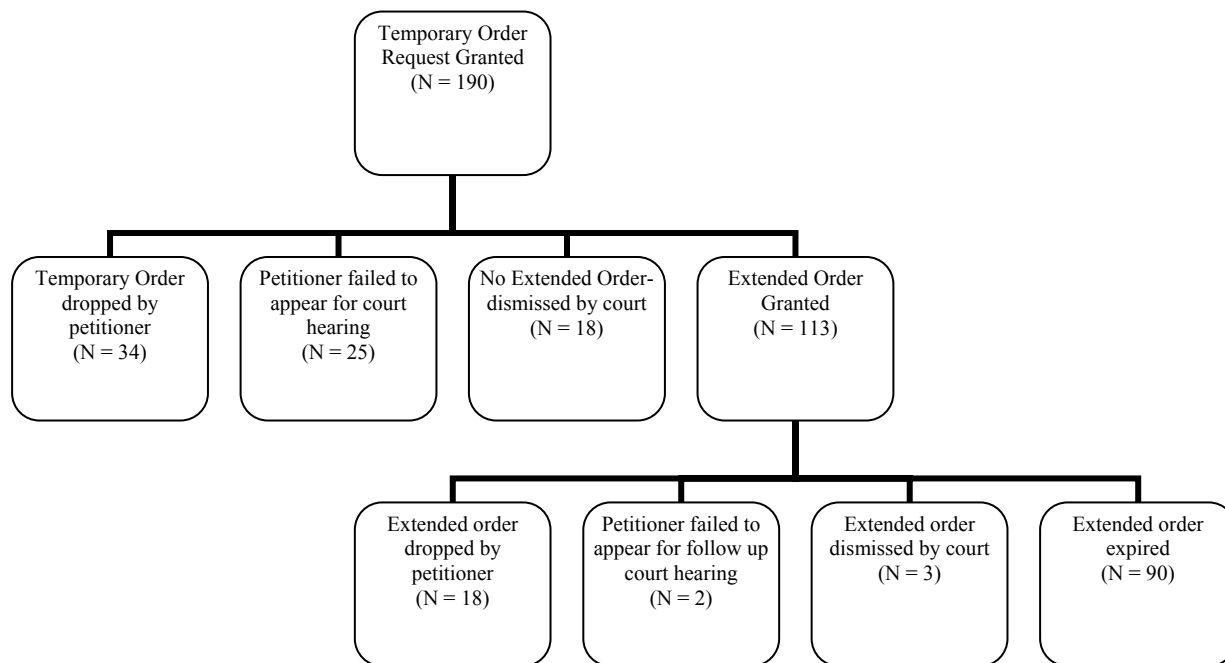 Temporary Order
Request Granted
(N = 190)
Temporary Order
dropped by
petitioner
(N = 34)
Petitioner failed to
appear for court
hearing
(N = 25)
No Extended Order-
dismissed by court
(N = 18)
Extended Order
Granted
(N = 113)
Extended order
dropped by
petitioner
(N = 18)
Petitioner failed to
appear for follow up
court hearing
(N = 2)
Extended order
dismissed by court
(N = 3)
Extended order
expired
(N = 90)